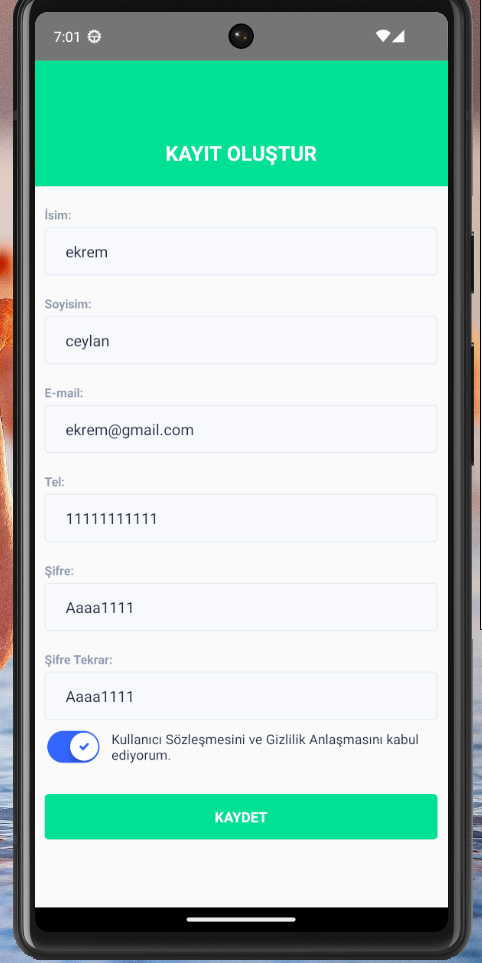 7:01
KAYIT OLUŞTUR
İsim:
ekrem
Soyisim:
ceylan
E-mail:
ekrem@gmail.com
Tel:
11111111111
Şifre:
Aaaa1111
Şifre Tekrar:
Aaaa1111
Kullanıcı Sözleşmesini ve Gizlilik Anlaşmasını kabul
ediyorum.
KAYDET